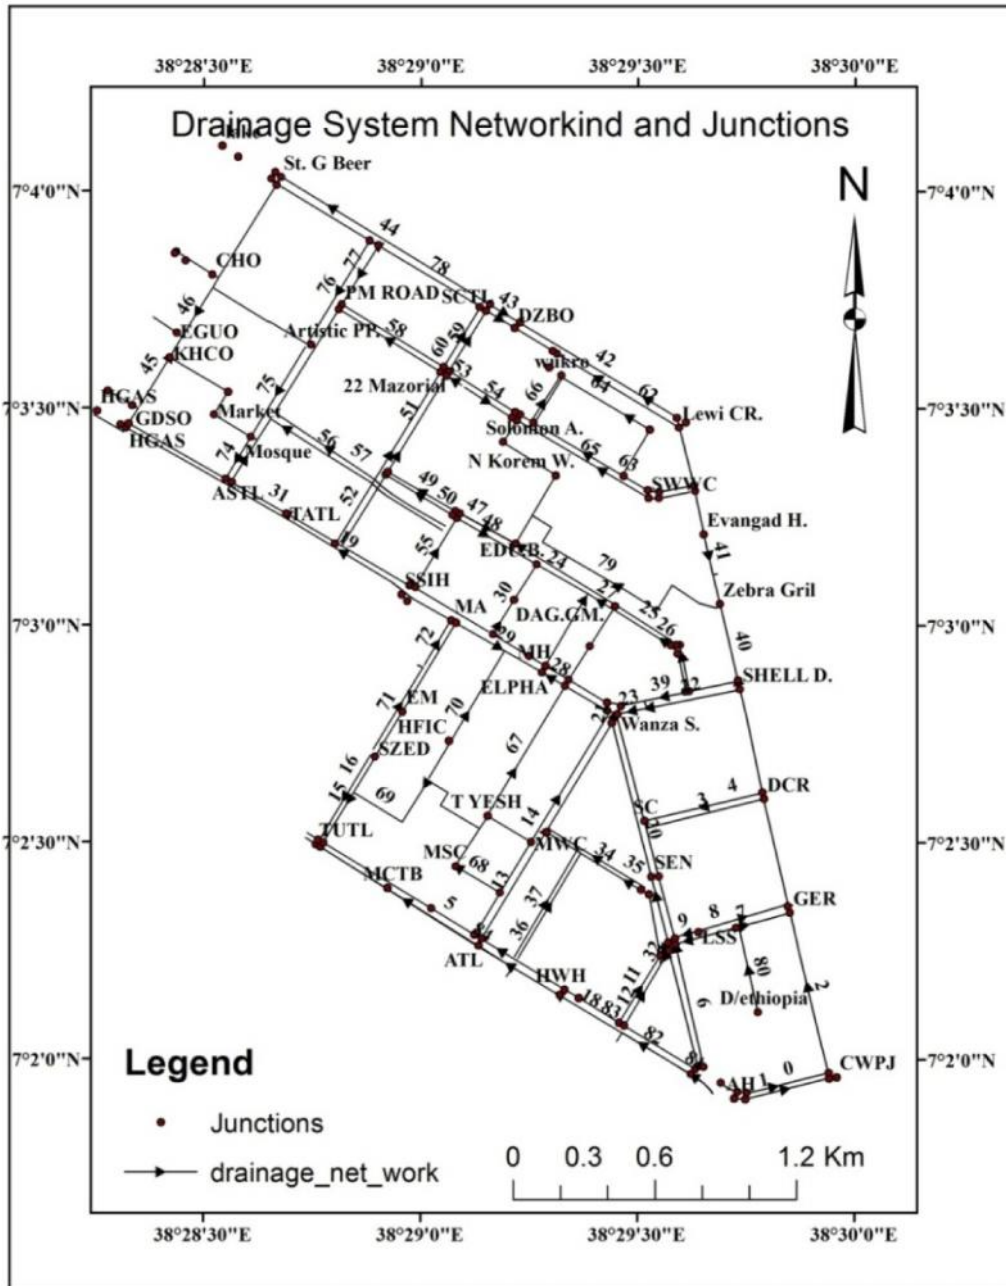 38°28'30"E
38°29'0"E
38°29'30"E
38°30'0"E
Drainage System Networkind and Junctions
St. G Beer
7°4'0"N
7°4'0"N
N
44
78
77
CHO
76
PM ROAD
SCTL
43
DZBO
46
EGUO
Artistic PP.
58
59
42
KHCO
45
60
53
wukro
62
64
22 Mazorial
54
66
75
HGAS
7°3'30"N
7°3'30"N
GDSO
Market
51
Solomon A.
Lewi CR.
HGAS
Mosque
56
65
N Korem W.
63
74
57
ASTL
49
SWWC
31
52
50
47
TATL
48
Evangad H.
19
55
24
79
41
SSIH
30
27
25
Zebra Gril
MA
DAG.GM.
7°3'0"N
7°3'0"N
72
29
26
MH
40
28
39
SHELL D.
71
EM
ELPHA
23
HFIC
70
21
Wanza S.
SZED
67
16
4
DCR
15
69
T YESH
3
SC
14
TUTL
7°2'30"N
7°2'30"N
MWC
34
MSC
68
35
SEN
MCTB
13
37
GER
5
8
7
9
36
LSS
ATL
32
HWH
11
80
18
12
6
D/ethiopia
2
83
82
7°2'0"N
7°2'0"N
CWPJ
0
AH
1
Legend
Junctions
drainage_net_work
0 0.3 0.6 1.2 Km
38°28'30"E
38°29'0"E
38°29'30"E
38°30'0"E